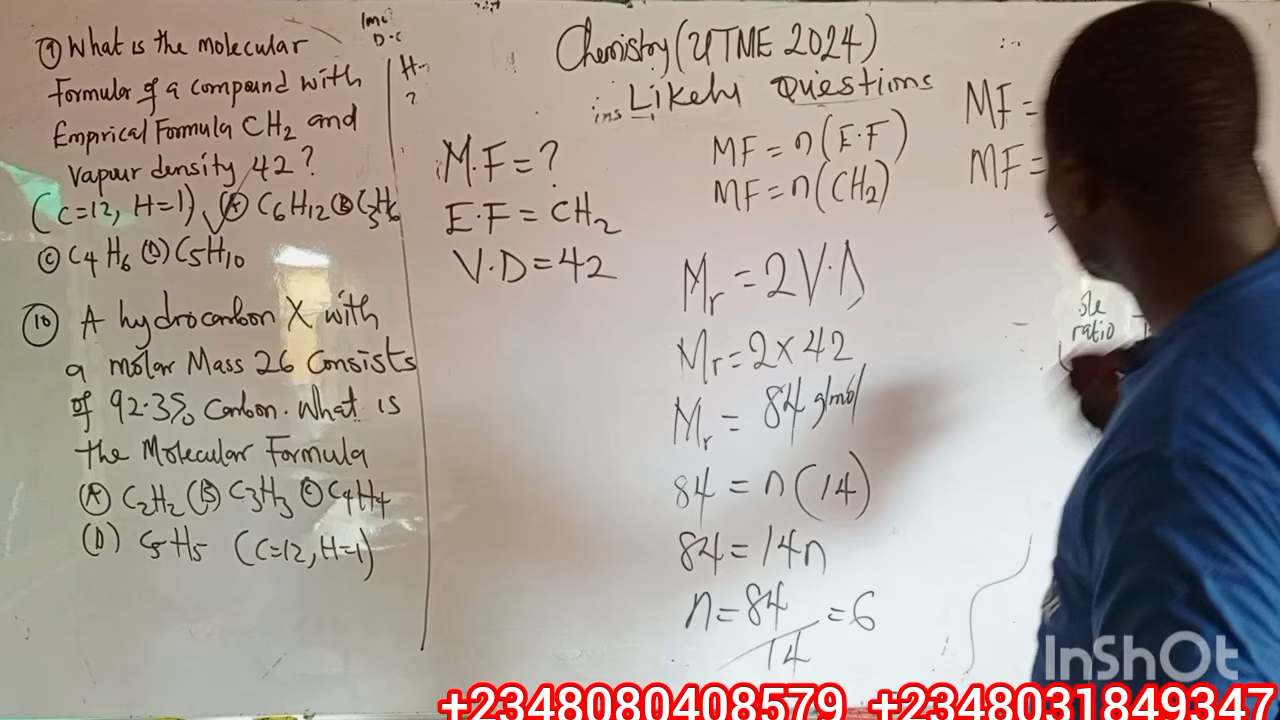 9 What is the molecular
Formular of a compound with
Emprical Formula CH₂ and
vapour density 42?
(C=12, H=1) (A) C₆H₁₂ (B) C₃H₆
(C) C₄H₆ (D) C₅H₁₀
10 A hydrocarbon X with
a molar Mass 26 Consists
of 92.3% Carbon. What is
the Molecular Formula
(A) C₂H₂ (B) C₃H₃ (C) C₄H₄
(D) C₅H₅ (C=12, H=1)
Chemistry (UTME 2024)
Likely Questions
M.F = ?
E.F = CH₂
V.D = 42
MF = n(E.F)
MF = n(CH₂)
Mr = 2V.D
Mr = 2 x 42
Mr = 84 g/mol
84 = n(14)
84 = 14n
n = 84/14 = 6
MF =
MF =
ratio
InShOt
+2348080408579 +2348031849347